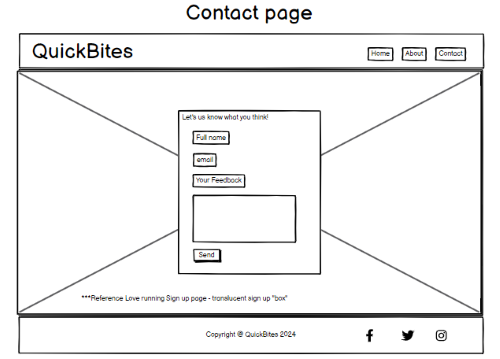 Contact page
QuickBites
Home About Contact
Let's us know what you think!
Full name
email
Your Feedback
Send
***Reference Love running Sign up page - translucent sign up "box"
Copyright @ QuickBites 2024